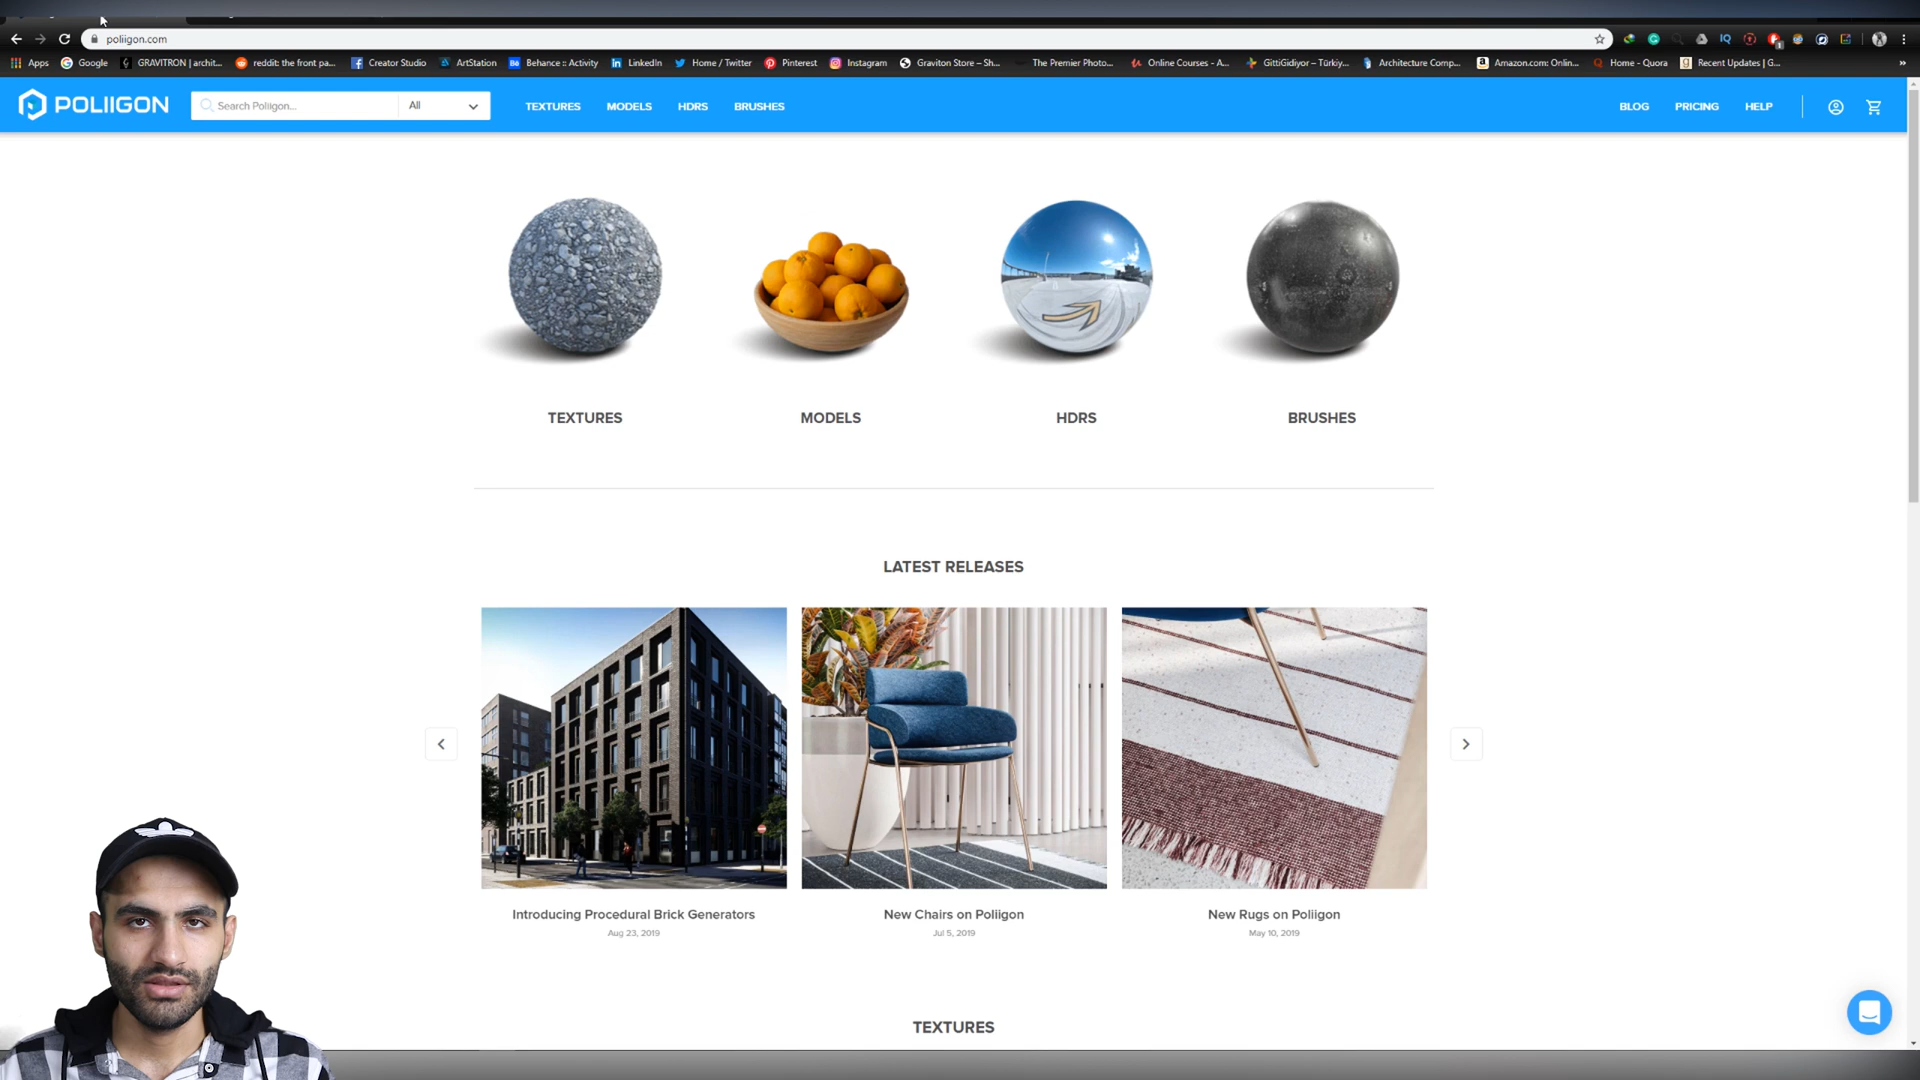 poliigon.com
Apps
Google
GRAVITRON | archit...
reddit: the front pa...
Creator Studio
ArtStation
Behance :: Activity
LinkedIn
Home / Twitter
Pinterest
Instagram
Graviton Store – Sh...
The Premier Photo...
Online Courses - A...
GittiGidiyor – Türkiy...
Architecture Comp...
Amazon.com: Onlin...
Home - Quora
Recent Updates | G...
»
POLIIGON
Search Poliigon...
All
TEXTURES
MODELS
HDRS
BRUSHES
BLOG
PRICING
HELP
TEXTURES
MODELS
HDRS
BRUSHES
LATEST RELEASES
Introducing Procedural Brick Generators
Aug 23, 2019
New Chairs on Poliigon
Jul 5, 2019
New Rugs on Poliigon
May 10, 2019
TEXTURES